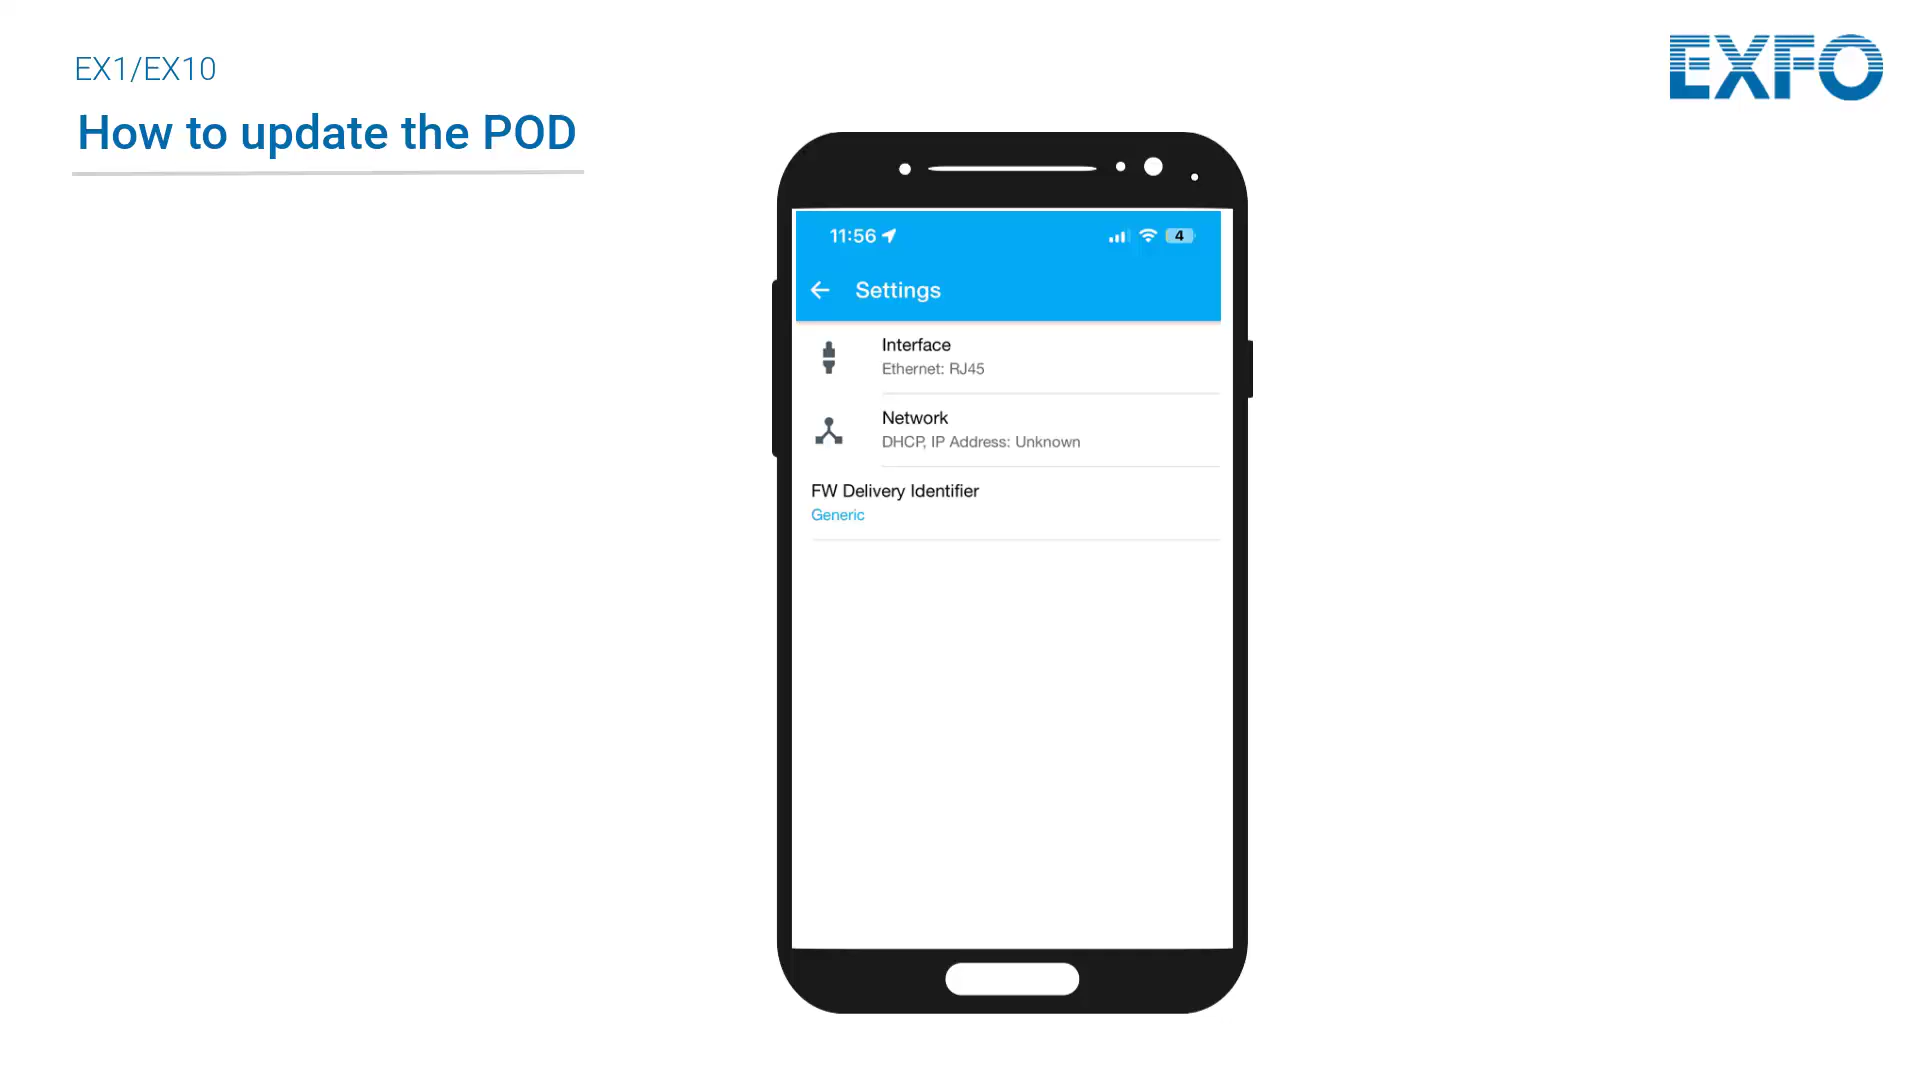 EX1/EX10
How to update the POD
EXFO
11:56
4
Settings
Interface
Ethernet: RJ45
Network
DHCP, IP Address: Unknown
FW Delivery Identifier
Generic